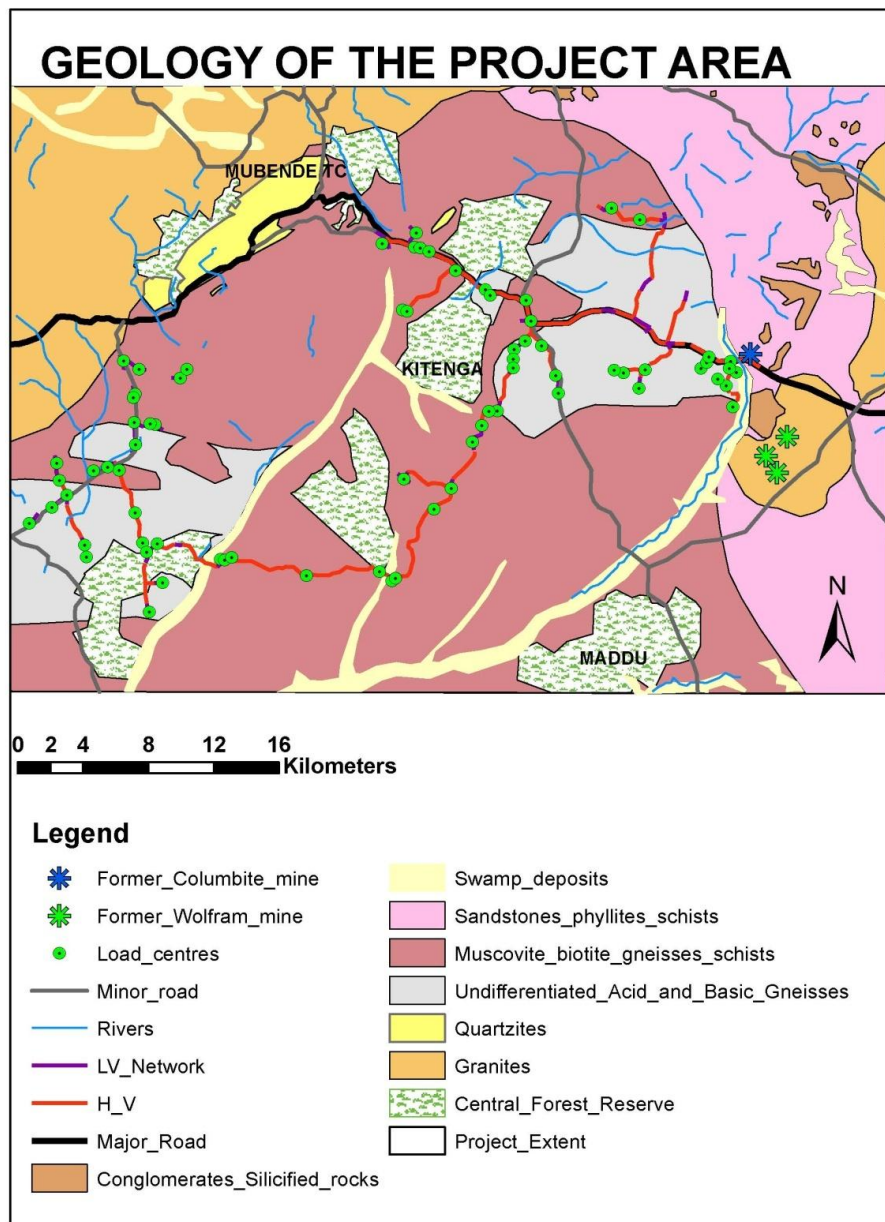 GEOLOGY OF THE PROJECT AREA
MUBENDE TC
KITENGA
MADDU
N
0 2 4 8 12 16
Kilometers
Legend
Former_Columbite_mine
Former_Wolfram_mine
Load_centres
Minor_road
Rivers
LV_Network
H_V
Major_Road
Conglomerates_Silicified_rocks
Swamp_deposits
Sandstones_phyllites_schists
Muscovite_biotite_gneisses_schists
Undifferentiated_Acid_and_Basic_Gneisses
Quartzites
Granites
Central_Forest_Reserve
Project_Extent